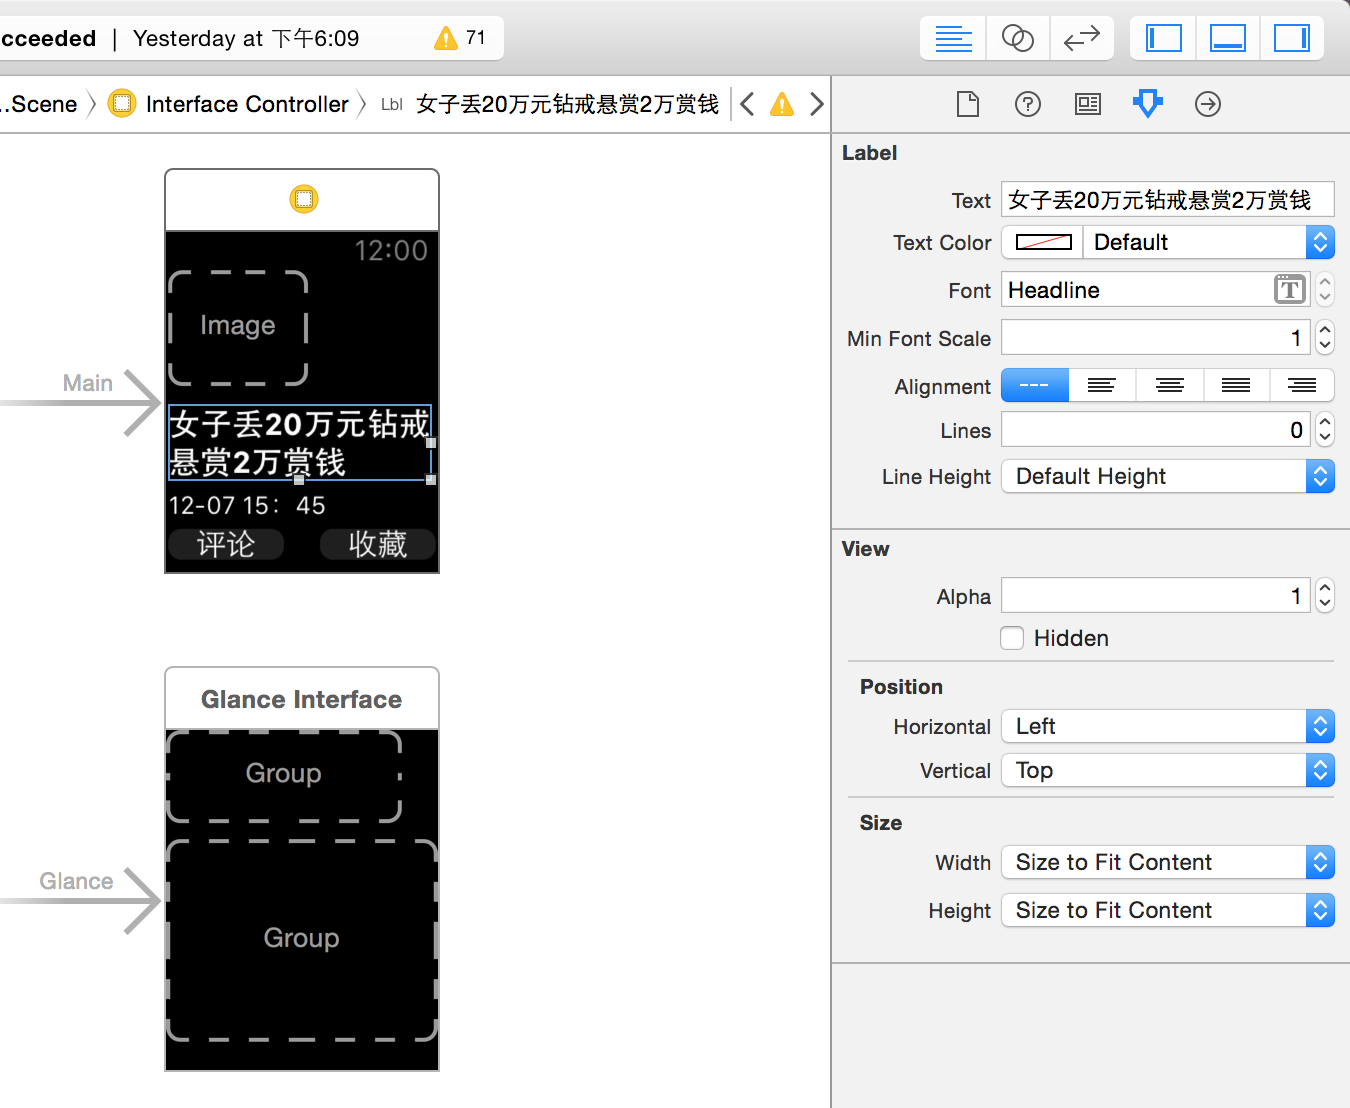 cceeded | Yesterday at 下午6:09
71
..Scene
Interface Controller
Lbl
女子丢20万元钻戒悬赏2万赏钱
12:00
Image
Main
女子丢20万元钻戒
悬赏2万赏钱
12-07 15：45
评论
收藏
Glance Interface
Group
Glance
Group
Label
Text 女子丢20万元钻戒悬赏2万赏钱
Text Color Default
Font Headline T
Min Font Scale 1
Alignment ---
Lines 0
Line Height Default Height
View
Alpha 1
Hidden
Position
Horizontal Left
Vertical Top
Size
Width Size to Fit Content
Height Size to Fit Content